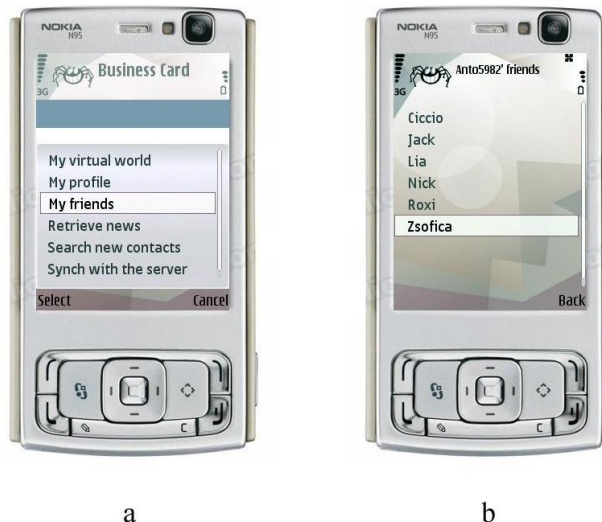 NOKIA
N95
3G
Business Card
My virtual world
My profile
My friends
Retrieve news
Search new contacts
Synch with the server
Select Cancel
C
a
NOKIA
N95
3G
Anto5982' friends
Ciccio
Jack
Lia
Nick
Roxi
Zsofica
Back
C
b